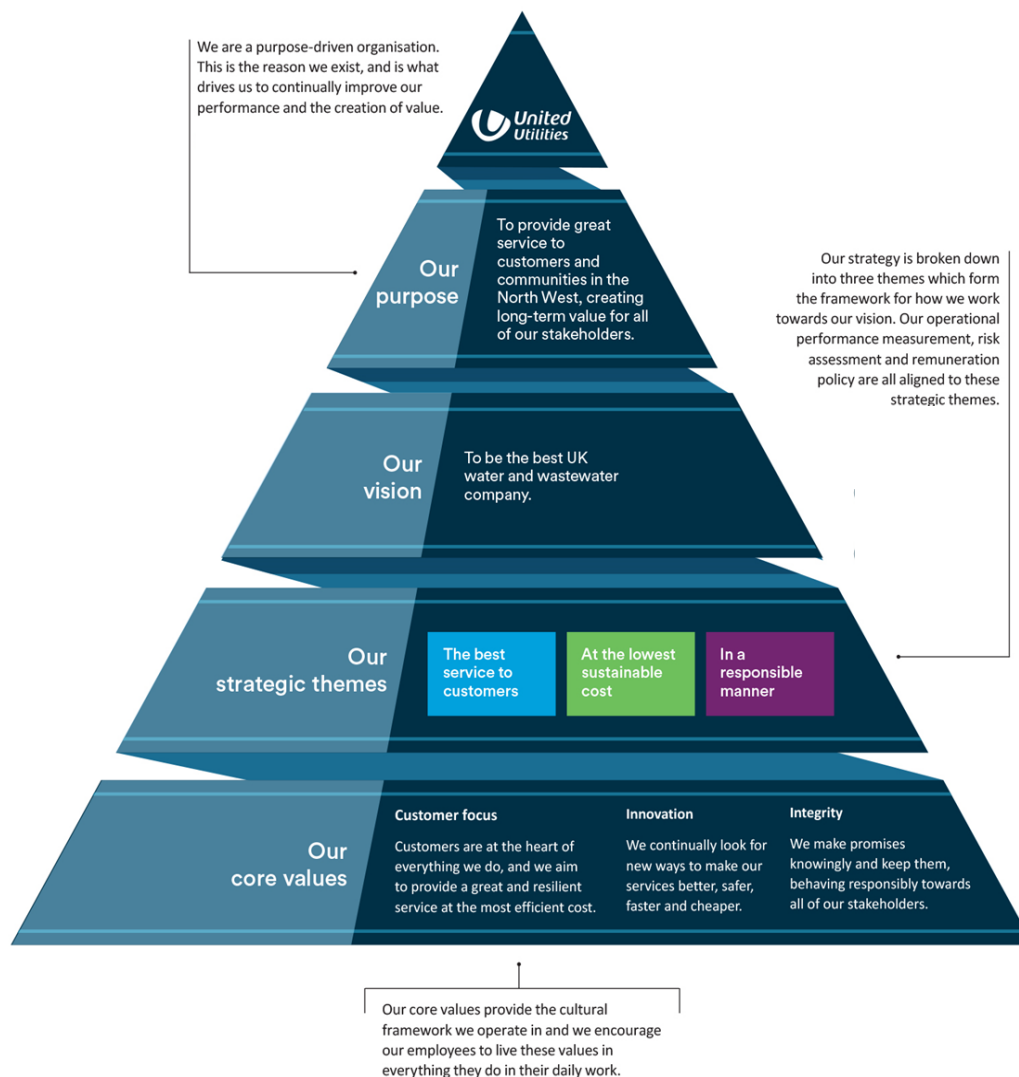 We are a purpose-driven organisation.
This is the reason we exist, and is what
drives us to continually improve our
performance and the creation of value.
United
Utilities
Our
purpose
To provide great
service to
customers and
communities in the
North West, creating
long-term value for all
of our stakeholders.
Our strategy is broken down
into three themes which form
the framework for how we work
towards our vision. Our operational
performance measurement, risk
assessment and remuneration
policy are all aligned to these
strategic themes.
Our
vision
To be the best UK
water and wastewater
company.
Our
strategic themes
The best
service to
customers
At the lowest
sustainable
cost
In a
responsible
manner
Our
core values
Customer focus
Customers are at the heart of
everything we do, and we aim
to provide a great and resilient
service at the most efficient cost.
Innovation
We continually look for
new ways to make our
services better, safer,
faster and cheaper.
Integrity
We make promises
knowingly and keep them,
behaving responsibly towards
all of our stakeholders.
Our core values provide the cultural
framework we operate in and we encourage
our employees to live these values in
everything they do in their daily work.